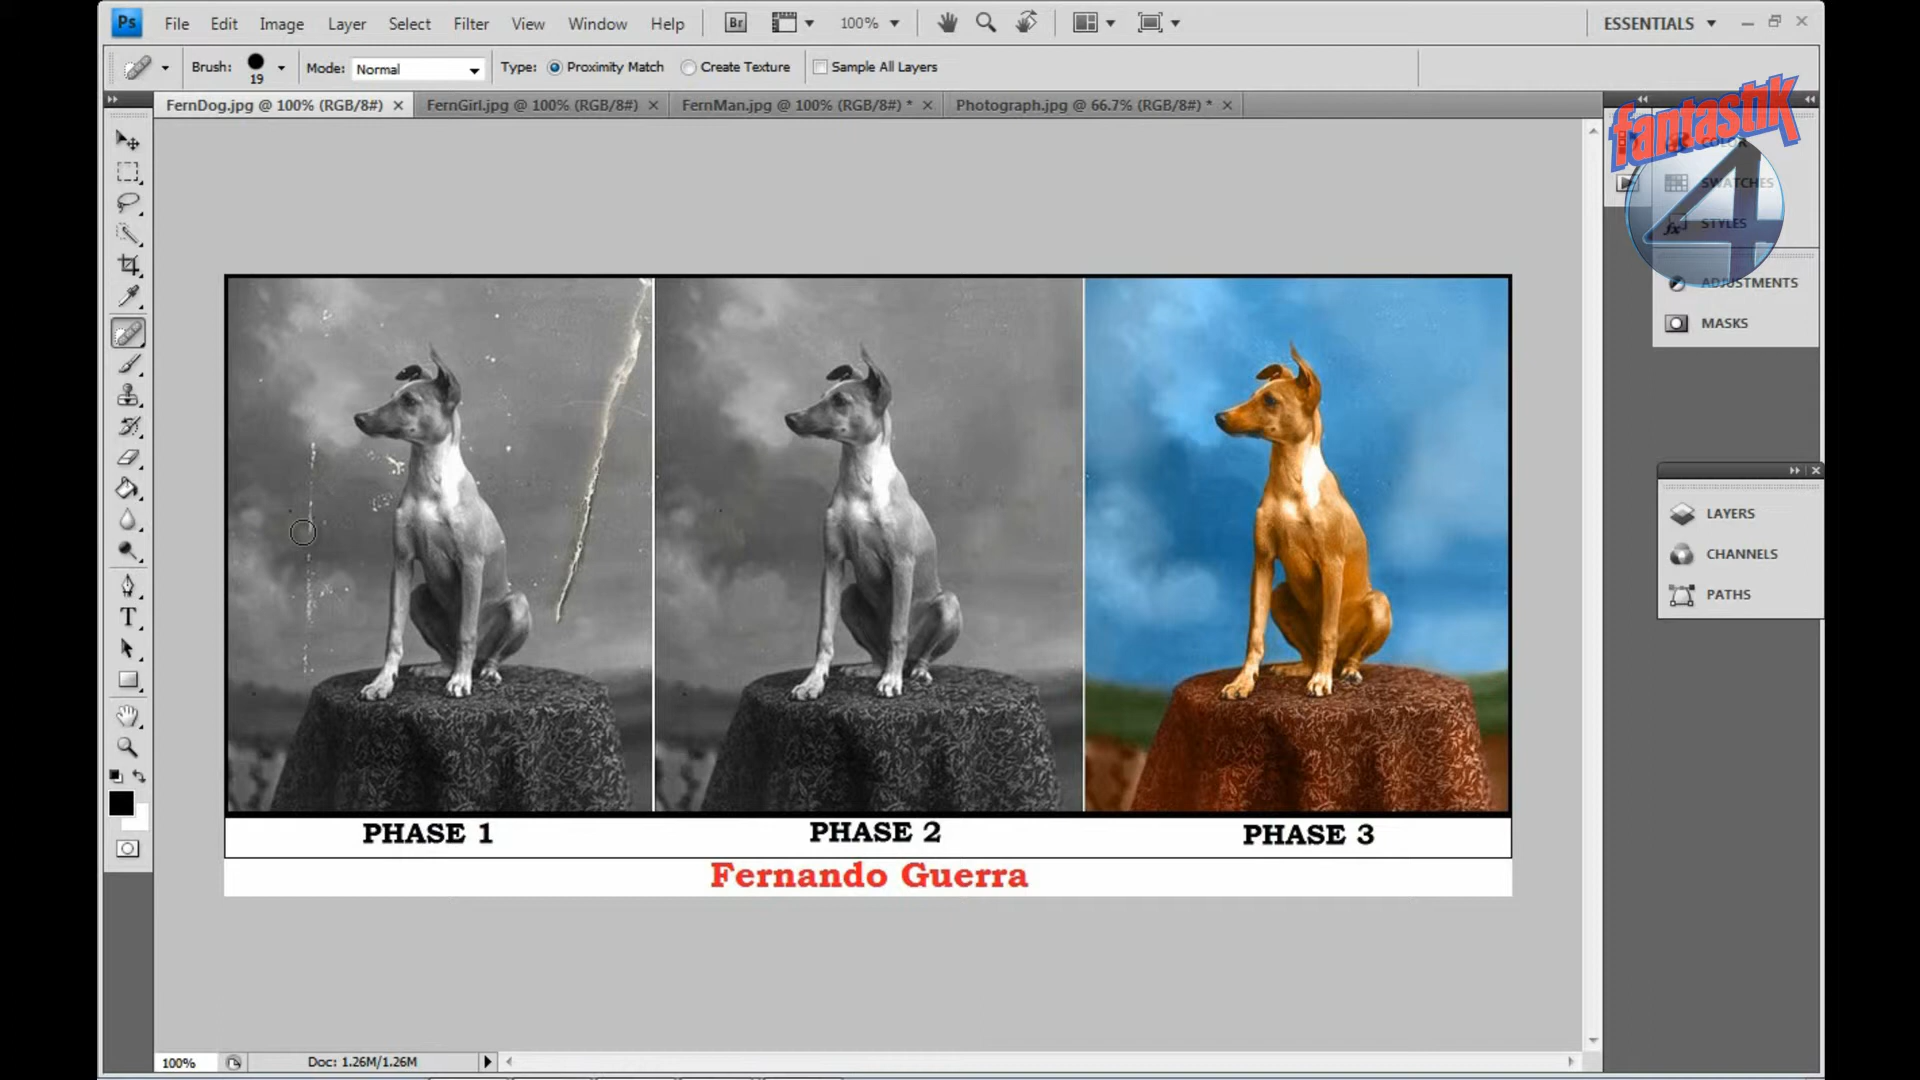 Ps File Edit Image Layer Select Filter View Window Help Br 100% ESSENTIALS
Brush: 19 Mode: Normal Type: Proximity Match Create Texture Sample All Layers
FernDog.jpg @ 100% (RGB/8#) FernGirl.jpg @ 100% (RGB/8#) FernMan.jpg @ 100% (RGB/8#) * Photograph.jpg @ 66.7% (RGB/8#) *
fantastik
4
COLOR
SWATCHES
STYLES
ADJUSTMENTS
MASKS
LAYERS
CHANNELS
PATHS
PHASE 1 PHASE 2 PHASE 3
Fernando Guerra
100% Doc: 1.26M/1.26M